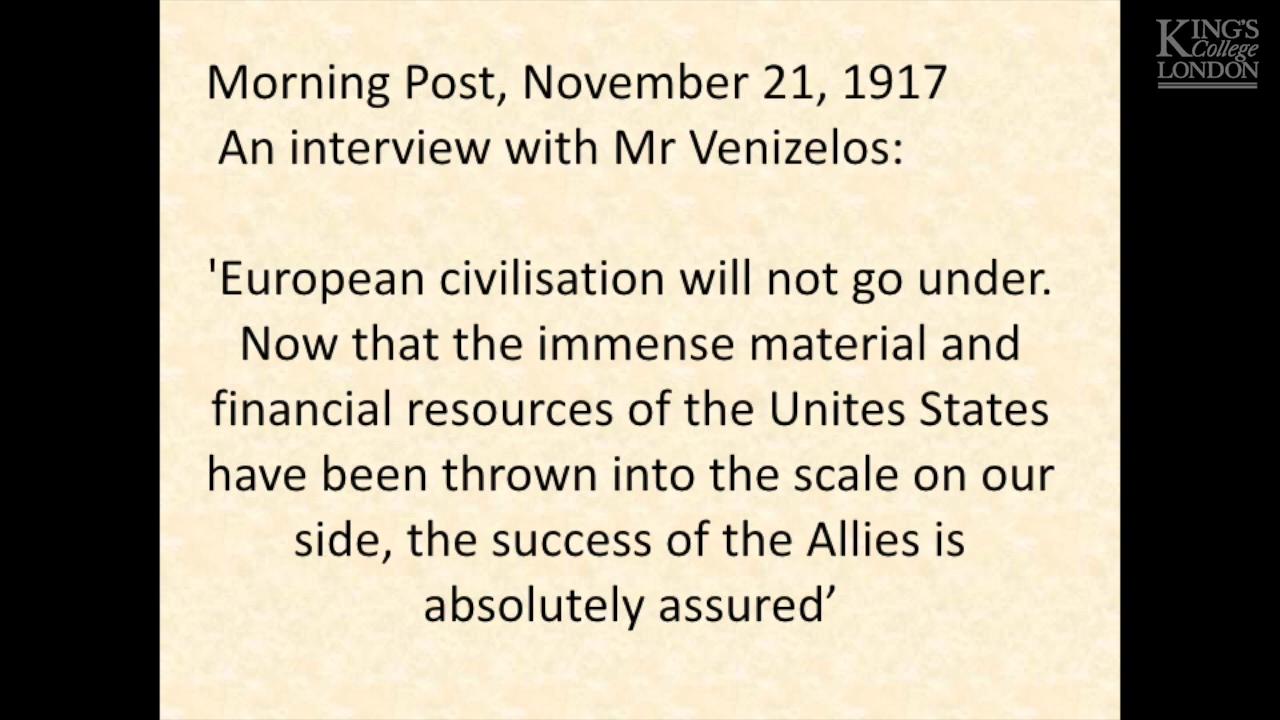 Morning Post, November 21, 1917
An interview with Mr Venizelos:
'European civilisation will not go under.
Now that the immense material and
financial resources of the Unites States
have been thrown into the scale on our
side, the success of the Allies is
absolutely assured’
KING'S
College
LONDON